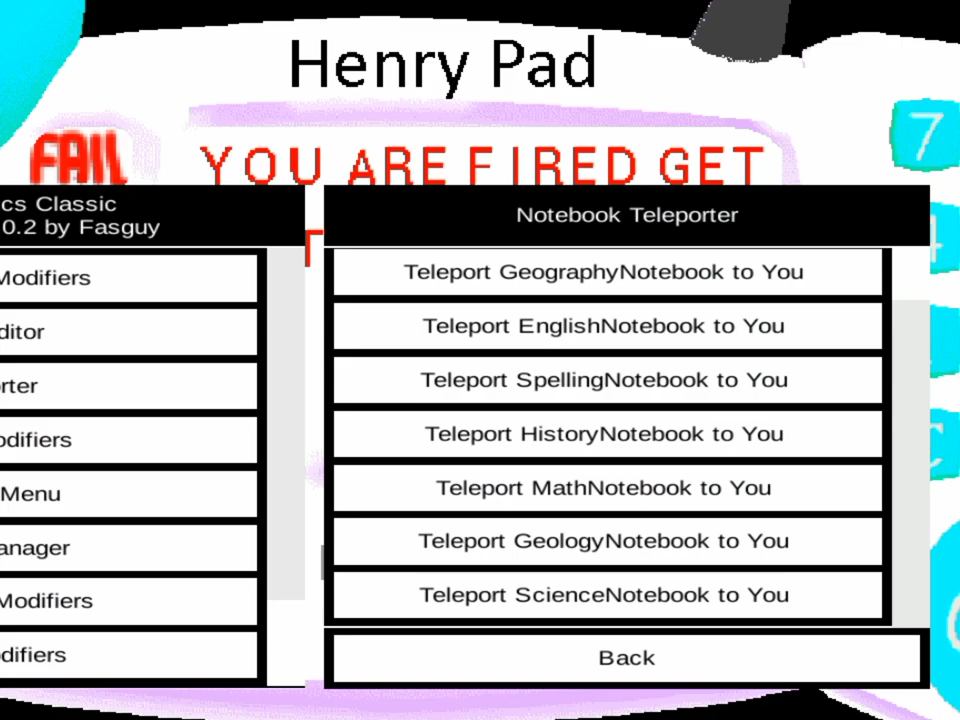 Henry Pad
7
FAIL
YOU ARE FIRED GET
cs Classic
0.2 by Fasguy
Notebook Teleporter
4
Modifiers
Teleport GeographyNotebook to You
ditor
Teleport EnglishNotebook to You
rter
Teleport SpellingNotebook to You
odifiers
Teleport HistoryNotebook to You
C
Menu
Teleport MathNotebook to You
anager
Teleport GeologyNotebook to You
Modifiers
Teleport ScienceNotebook to You
difiers
Back